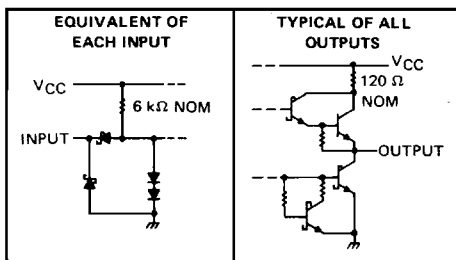 EQUIVALENT OF
EACH INPUT
VCC
6 kΩ NOM
INPUT
TYPICAL OF ALL
OUTPUTS
VCC
120 Ω
NOM
OUTPUT